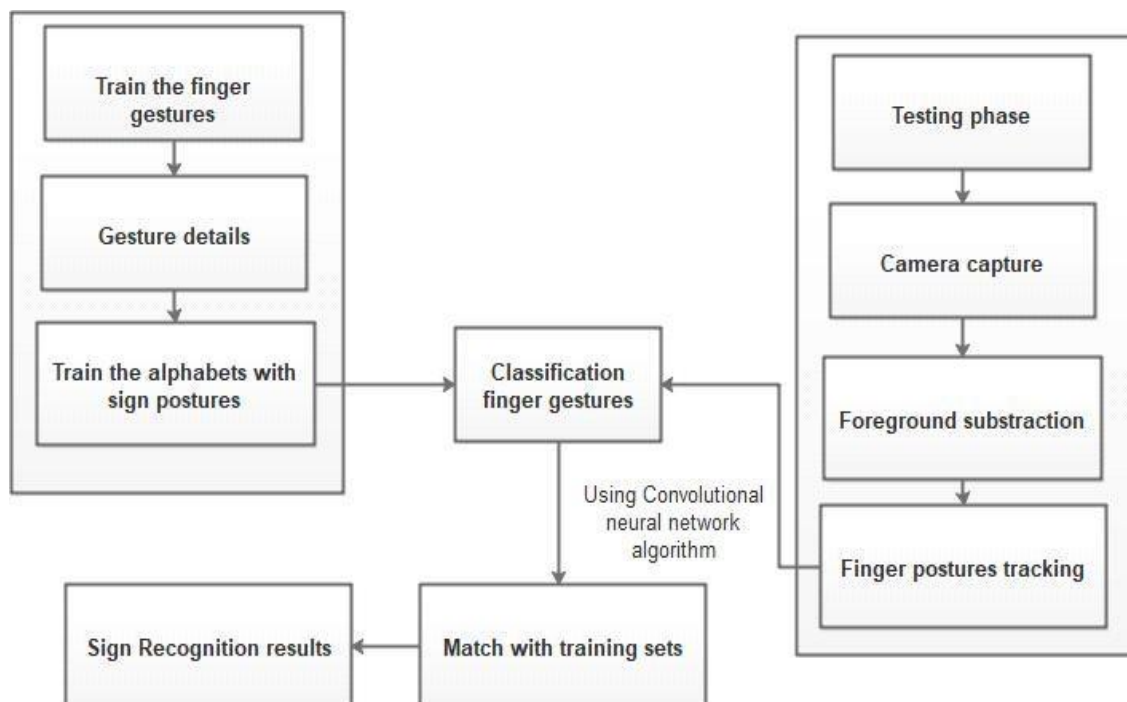 Train the finger
gestures
Gesture details
Train the alphabets with
sign postures
Classification
finger gestures
Using Convolutional
neural network
algorithm
Match with training sets
Sign Recognition results
Testing phase
Camera capture
Foreground substraction
Finger postures tracking